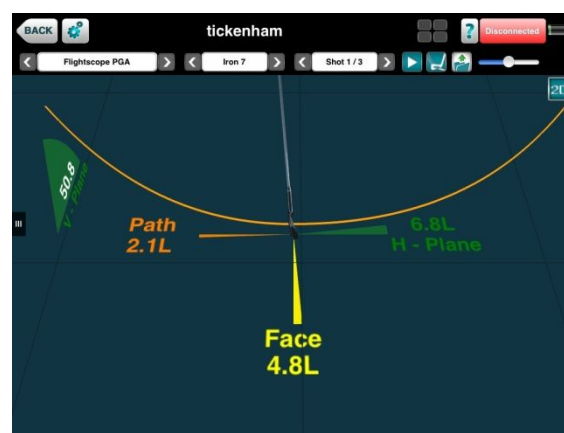 BACK
tickenham
?
Disconnected
Flightscope PGA
Iron 7
Shot 1 / 3
2D
50.8
V - Plane
Path
2.1L
6.8L
H - Plane
Face
4.8L